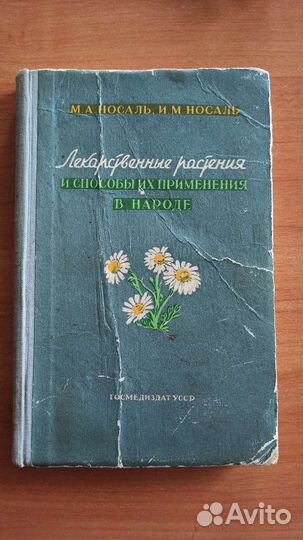 М.А.НОСАЛЬ, И.М.НОСАЛЬ
Лекарственные растения
И СПОСОБЫ ИХ ПРИМЕНЕНИЯ
В НАРОДЕ
ГОСМЕДИЗДАТ УССР
Avito